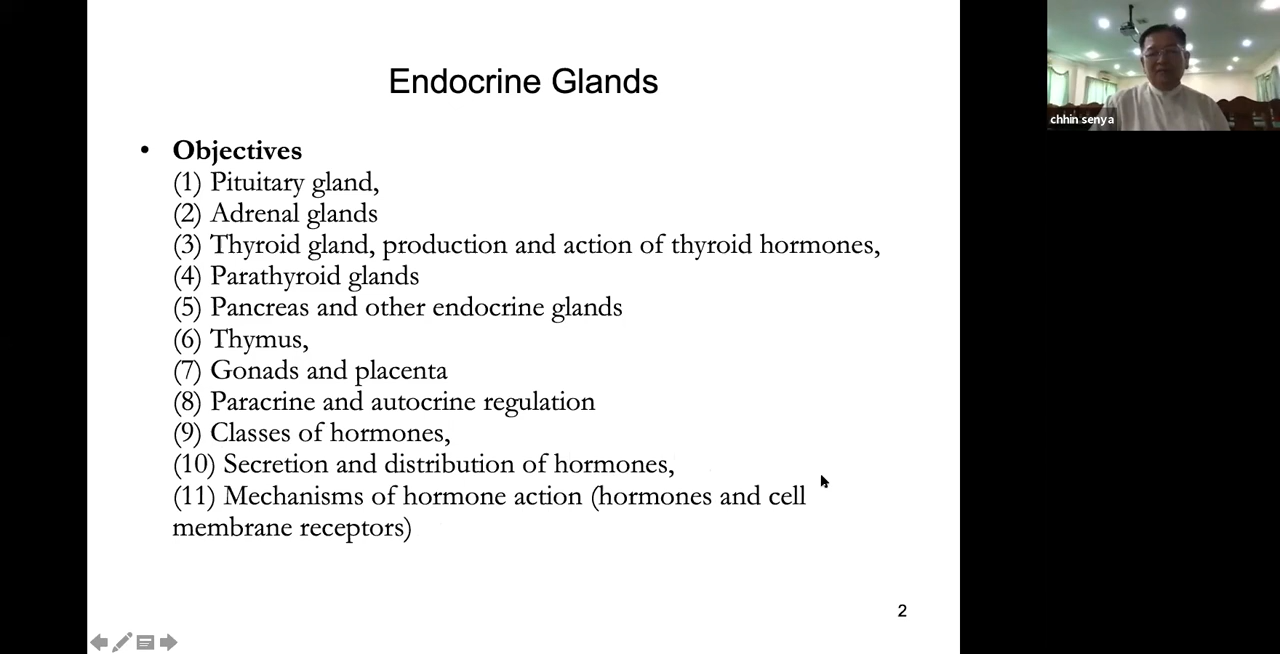 Endocrine Glands
• Objectives
(1) Pituitary gland,
(2) Adrenal glands
(3) Thyroid gland, production and action of thyroid hormones,
(4) Parathyroid glands
(5) Pancreas and other endocrine glands
(6) Thymus,
(7) Gonads and placenta
(8) Paracrine and autocrine regulation
(9) Classes of hormones,
(10) Secretion and distribution of hormones,
(11) Mechanisms of hormone action (hormones and cell
membrane receptors)
2
chhin senya